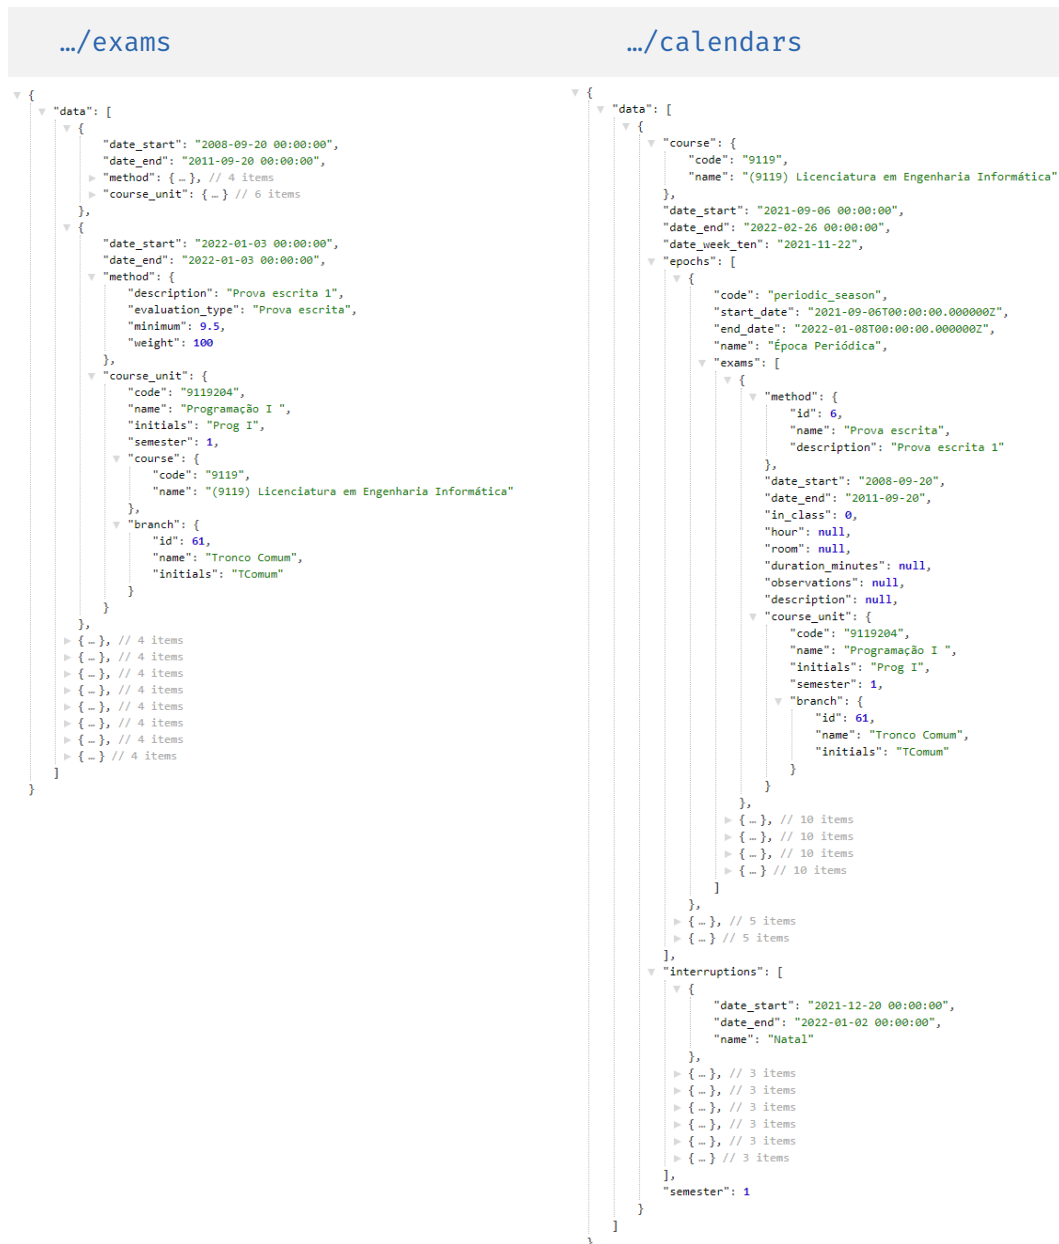 …/exams
{
"data": [
{
"date_start": "2008-09-20 00:00:00",
"date_end": "2011-09-20 00:00:00",
"method": { … }, // 4 items
"course_unit": { … } // 6 items
},
{
"date_start": "2022-01-03 00:00:00",
"date_end": "2022-01-03 00:00:00",
"method": {
"description": "Prova escrita 1",
"evaluation_type": "Prova escrita",
"minimum": 9.5,
"weight": 100
},
"course_unit": {
"code": "9119204",
"name": "Programação I ",
"initials": "Prog I",
"semester": 1,
"course": {
"code": "9119",
"name": "(9119) Licenciatura em Engenharia Informática"
},
"branch": {
"id": 61,
"name": "Tronco Comum",
"initials": "TComum"
}
}
},
{ … }, // 4 items
{ … }, // 4 items
{ … }, // 4 items
{ … }, // 4 items
{ … }, // 4 items
{ … }, // 4 items
{ … }, // 4 items
{ … } // 4 items
]
}
…/calendars
{
"data": [
{
"course": {
"code": "9119",
"name": "(9119) Licenciatura em Engenharia Informática"
},
"date_start": "2021-09-06 00:00:00",
"date_end": "2022-02-26 00:00:00",
"date_week_ten": "2021-11-22",
"epochs": [
{
"code": "periodic_season",
"start_date": "2021-09-06T00:00:00.000000Z",
"end_date": "2022-01-08T00:00:00.000000Z",
"name": "Época Periódica",
"exams": [
{
"method": {
"id": 6,
"name": "Prova escrita",
"description": "Prova escrita 1"
},
"date_start": "2008-09-20",
"date_end": "2011-09-20",
"in_class": 0,
"hour": null,
"room": null,
"duration_minutes": null,
"observations": null,
"description": null,
"course_unit": {
"code": "9119204",
"name": "Programação I ",
"initials": "Prog I",
"semester": 1,
"branch": {
"id": 61,
"name": "Tronco Comum",
"initials": "TComum"
}
}
},
{ … }, // 10 items
{ … }, // 10 items
{ … }, // 10 items
{ … } // 10 items
]
},
{ … }, // 5 items
{ … } // 5 items
],
"interruptions": [
{
"date_start": "2021-12-20 00:00:00",
"date_end": "2022-01-02 00:00:00",
"name": "Natal"
},
{ … }, // 3 items
{ … }, // 3 items
{ … }, // 3 items
{ … }, // 3 items
{ … }, // 3 items
{ … } // 3 items
],
"semester": 1
}
]
}